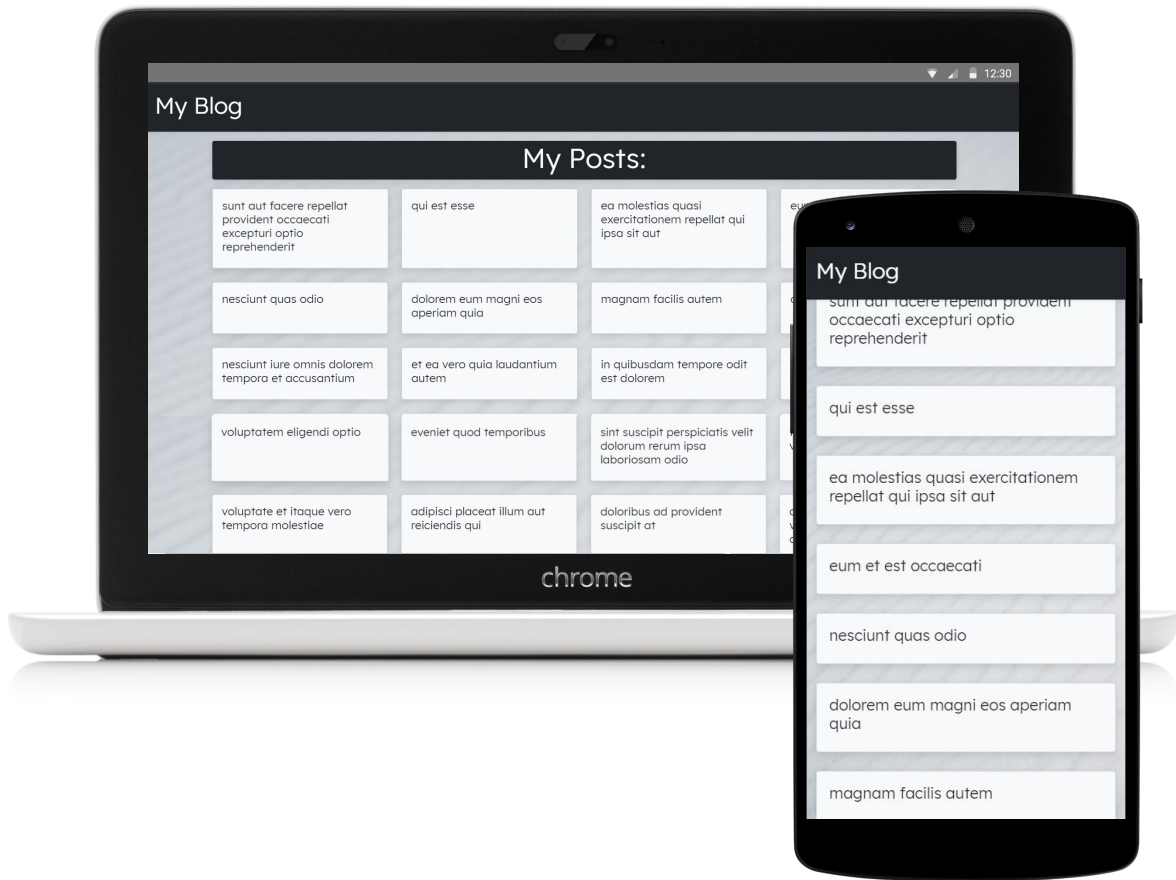 12:30
My Blog
My Posts:
sunt aut facere repellat
provident occaecati
excepturi optio
reprehenderit
qui est esse
ea molestias quasi
exercitationem repellat qui
ipsa sit aut
nesciunt quas odio
dolorem eum magni eos
aperiam quia
magnam facilis autem
nesciunt iure omnis dolorem
tempora et accusantium
et ea vero quia laudantium
autem
in quibusdam tempore odit
est dolorem
voluptatem eligendi optio
eveniet quod temporibus
sint suscipit perspiciatis velit
dolorum rerum ipsa
laboriosam odio
voluptate et itaque vero
tempora molestiae
adipisci placeat illum aut
reiciendis qui
doloribus ad provident
suscipit at
chrome
My Blog
sunt aut facere repellat provident
occaecati excepturi optio
reprehenderit
qui est esse
ea molestias quasi exercitationem
repellat qui ipsa sit aut
eum et est occaecati
nesciunt quas odio
dolorem eum magni eos aperiam
quia
magnam facilis autem